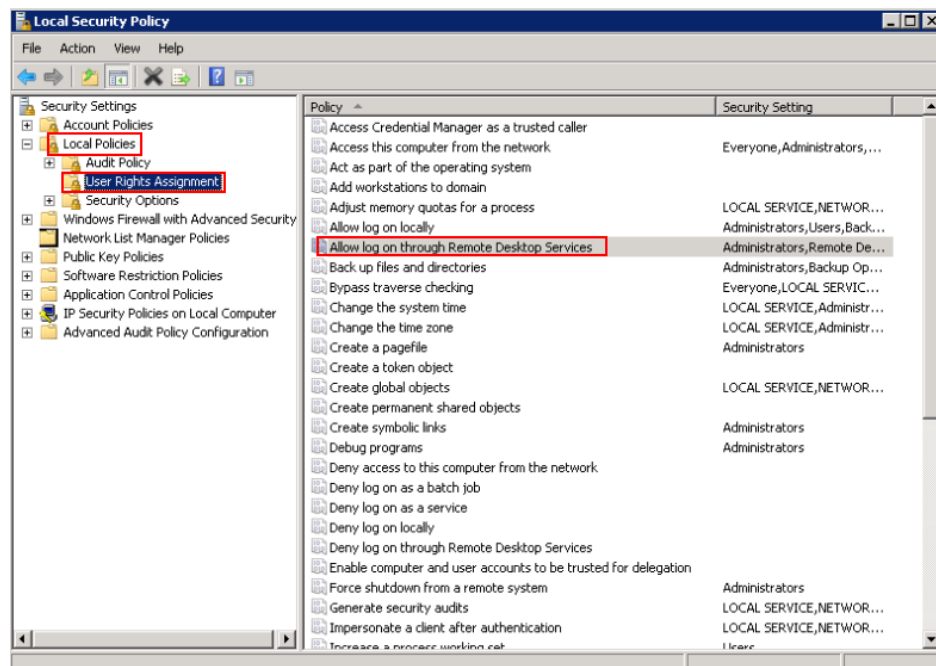 Local Security Policy
File Action View Help
Security Settings
Account Policies
Local Policies
Audit Policy
User Rights Assignment
Security Options
Windows Firewall with Advanced Security
Network List Manager Policies
Public Key Policies
Software Restriction Policies
Application Control Policies
IP Security Policies on Local Computer
Advanced Audit Policy Configuration
Policy Security Setting
Access Credential Manager as a trusted caller
Access this computer from the network Everyone,Administrators,...
Act as part of the operating system
Add workstations to domain
Adjust memory quotas for a process LOCAL SERVICE,NETWOR...
Allow log on locally Administrators,Users,Back...
Allow log on through Remote Desktop Services Administrators,Remote De...
Back up files and directories Administrators,Backup Op...
Bypass traverse checking Everyone,LOCAL SERVIC...
Change the system time LOCAL SERVICE,Administr...
Change the time zone LOCAL SERVICE,Administr...
Create a pagefile Administrators
Create a token object
Create global objects LOCAL SERVICE,NETWOR...
Create permanent shared objects
Create symbolic links Administrators
Debug programs Administrators
Deny access to this computer from the network
Deny log on as a batch job
Deny log on as a service
Deny log on locally
Deny log on through Remote Desktop Services
Enable computer and user accounts to be trusted for delegation
Force shutdown from a remote system Administrators
Generate security audits LOCAL SERVICE,NETWOR...
Impersonate a client after authentication LOCAL SERVICE,NETWOR...
Increase a process working set Users